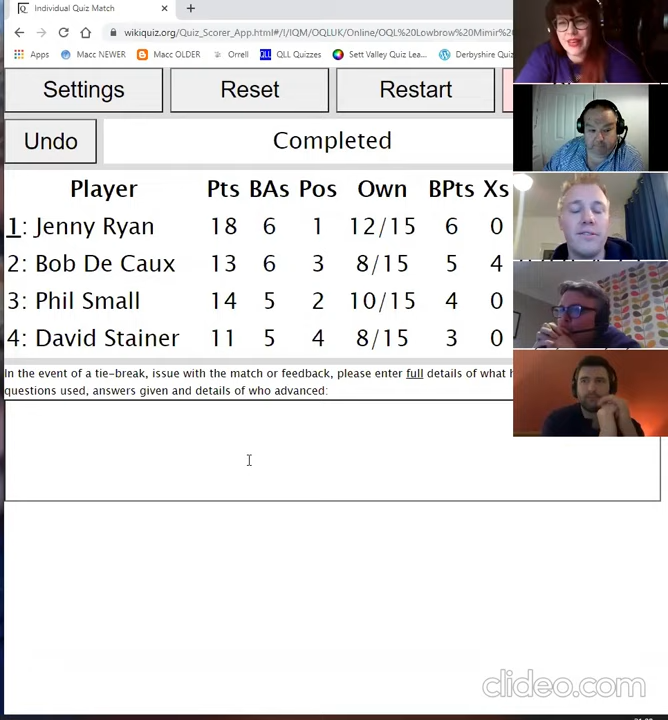 Individual Quiz Match
wikiquiz.org/Quiz_Scorer_App.html#/I/IQM/OQLUK/Online/OQL%20Lowbrow%20Mimir%
Apps Macc NEWER Macc OLDER Orrell QLL QLL Quizzes Sett Valley Quiz Lea... Derbyshire Quiz
Settings Reset Restart
Undo Completed
Player Pts BAs Pos Own BPts Xs
1: Jenny Ryan 18 6 1 12/15 6 0
2: Bob De Caux 13 6 3 8/15 5 4
3: Phil Small 14 5 2 10/15 4 0
4: David Stainer 11 5 4 8/15 3 0
In the event of a tie-break, issue with the match or feedback, please enter full details of what
questions used, answers given and details of who advanced:
clideo.com